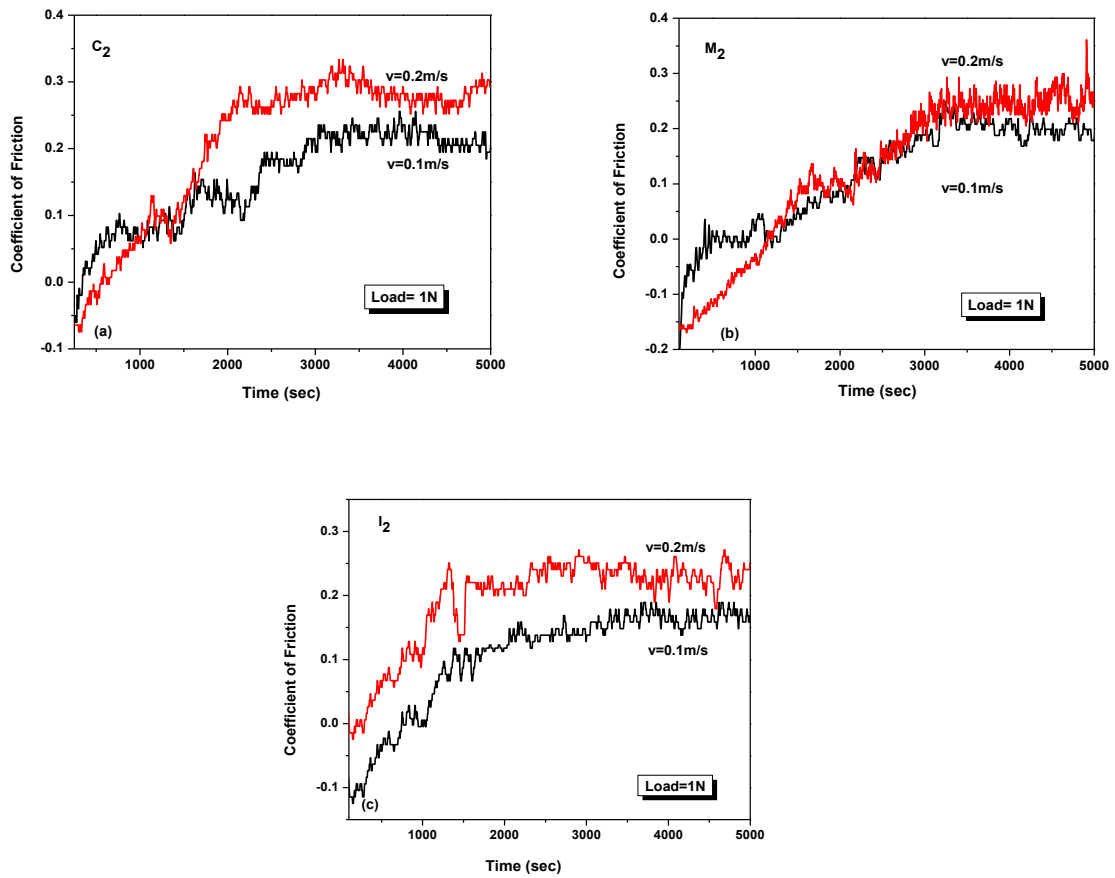 C2
v=0.2m/s
v=0.1m/s
Load= 1N
(a)
Coefficient of Friction
0.4
0.3
0.2
0.1
0.0
-0.1
1000 2000 3000 4000 5000
Time (sec)
M2
v=0.2m/s
v=0.1m/s
Load= 1N
(b)
Coefficient of Friction
0.4
0.3
0.2
0.1
0.0
-0.1
-0.2
1000 2000 3000 4000 5000
Time (sec)
I2
v=0.2m/s
v=0.1m/s
Load=1N
(c)
Coefficient of Friction
0.3
0.2
0.1
0.0
-0.1
1000 2000 3000 4000 5000
Time (sec)